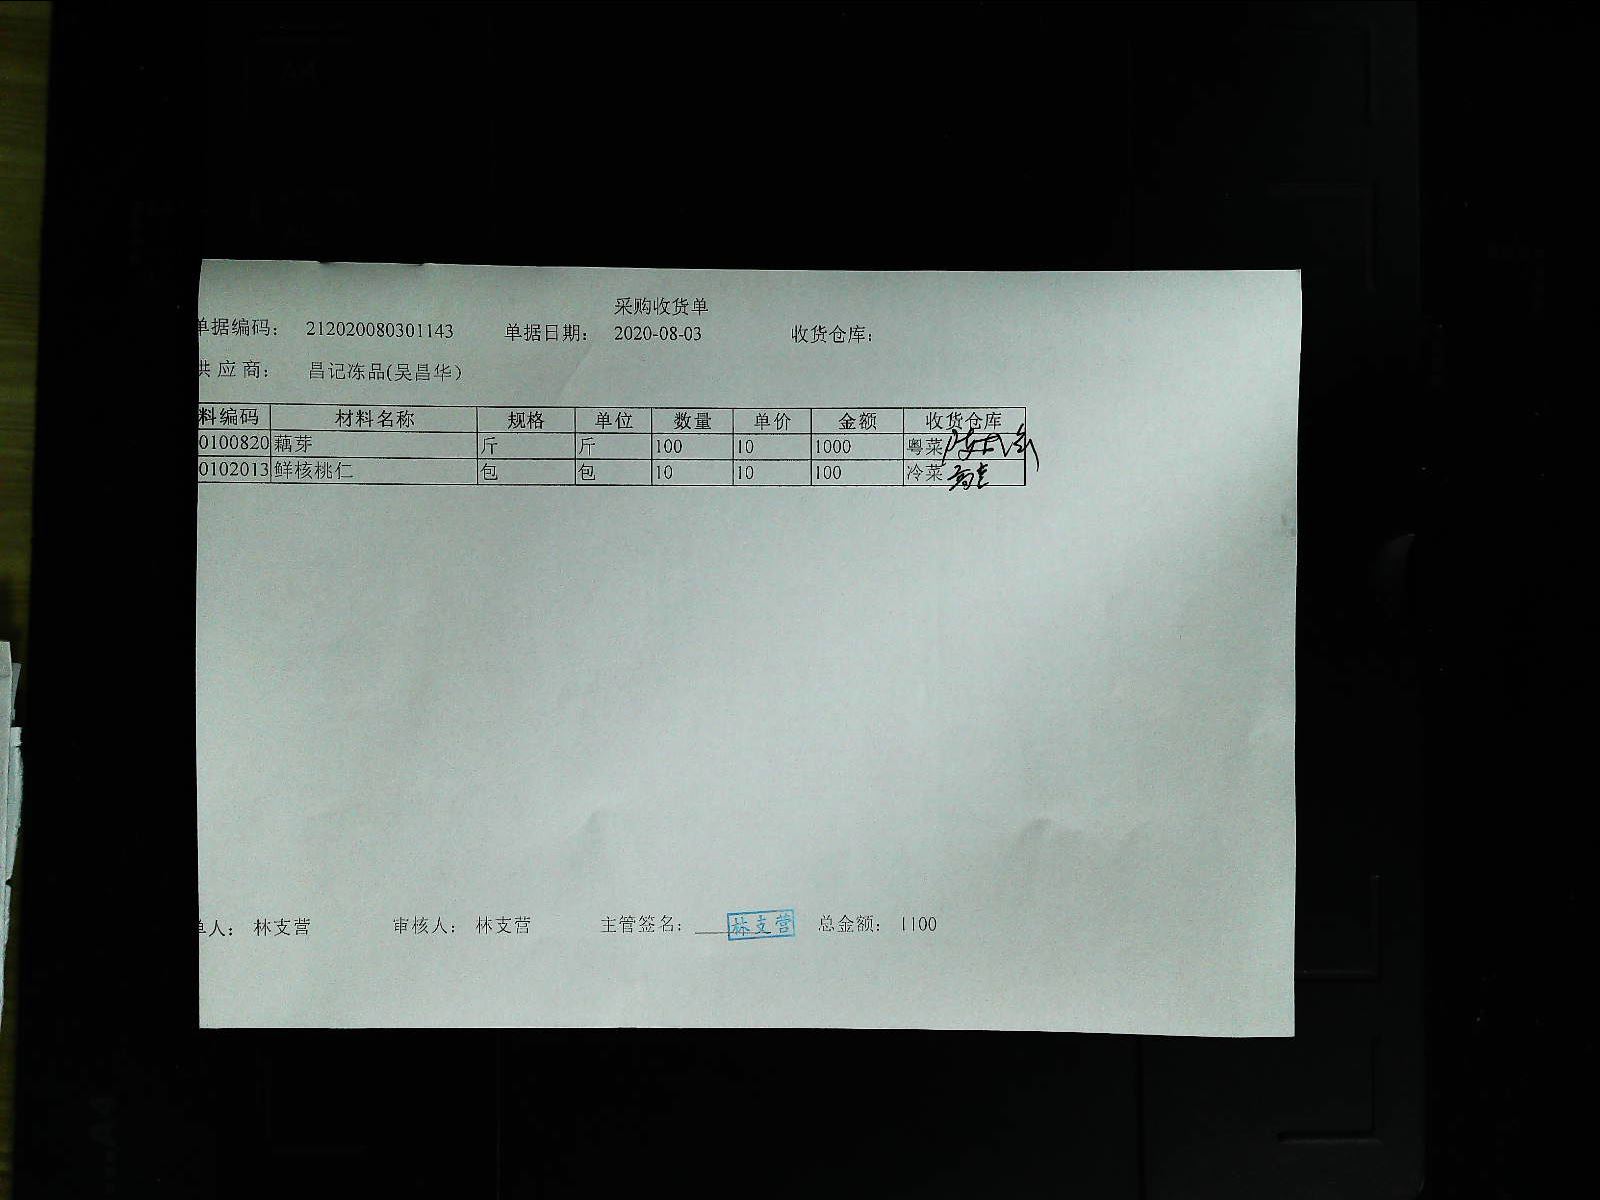 采购收货单
单据编码： 212020080301143 单据日期： 2020-08-03 收货仓库：
供应商： 昌记冻品(吴昌华）
料编码 材料名称 规格 单位 数量 单价 金额 收货仓库
0100820 藕芽 斤 斤 100 10 1000 粤菜
0102013 鲜核桃仁 包 包 10 10 100 冷菜
单人： 林支营 审核人： 林支营 主管签名： 林支营 总金额： 1100